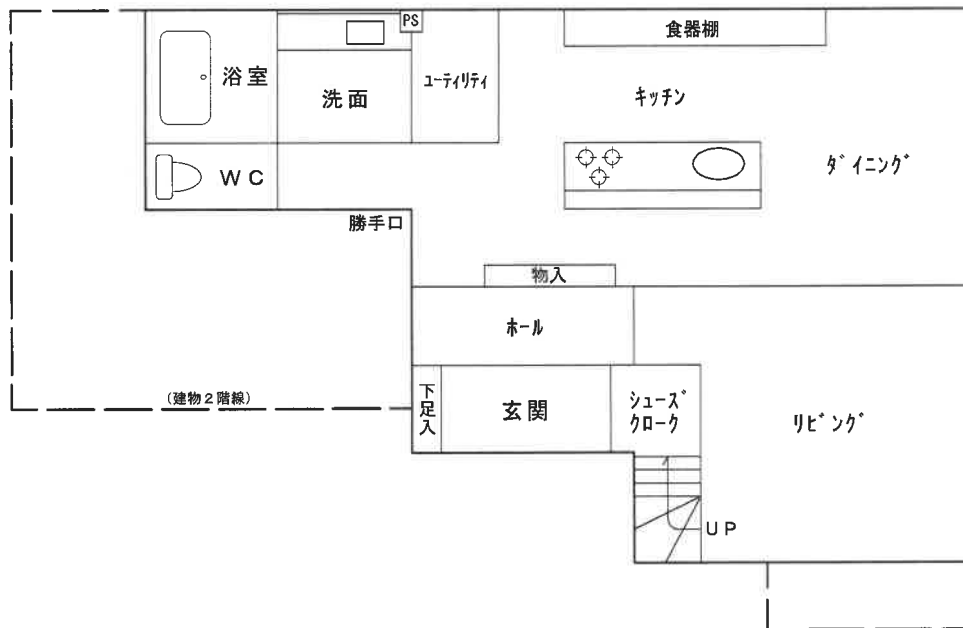 PS
食器棚
浴室
洗面
ﾕｰﾃｨﾘﾃｨ
ｷｯﾁﾝ
ﾀﾞｲﾆﾝｸﾞ
WC
勝手口
物入
ﾎｰﾙ
(建物2階線)
下足入
玄関
ｼｭｰｽﾞ
ｸﾛｰｸ
ﾘﾋﾞﾝｸﾞ
UP